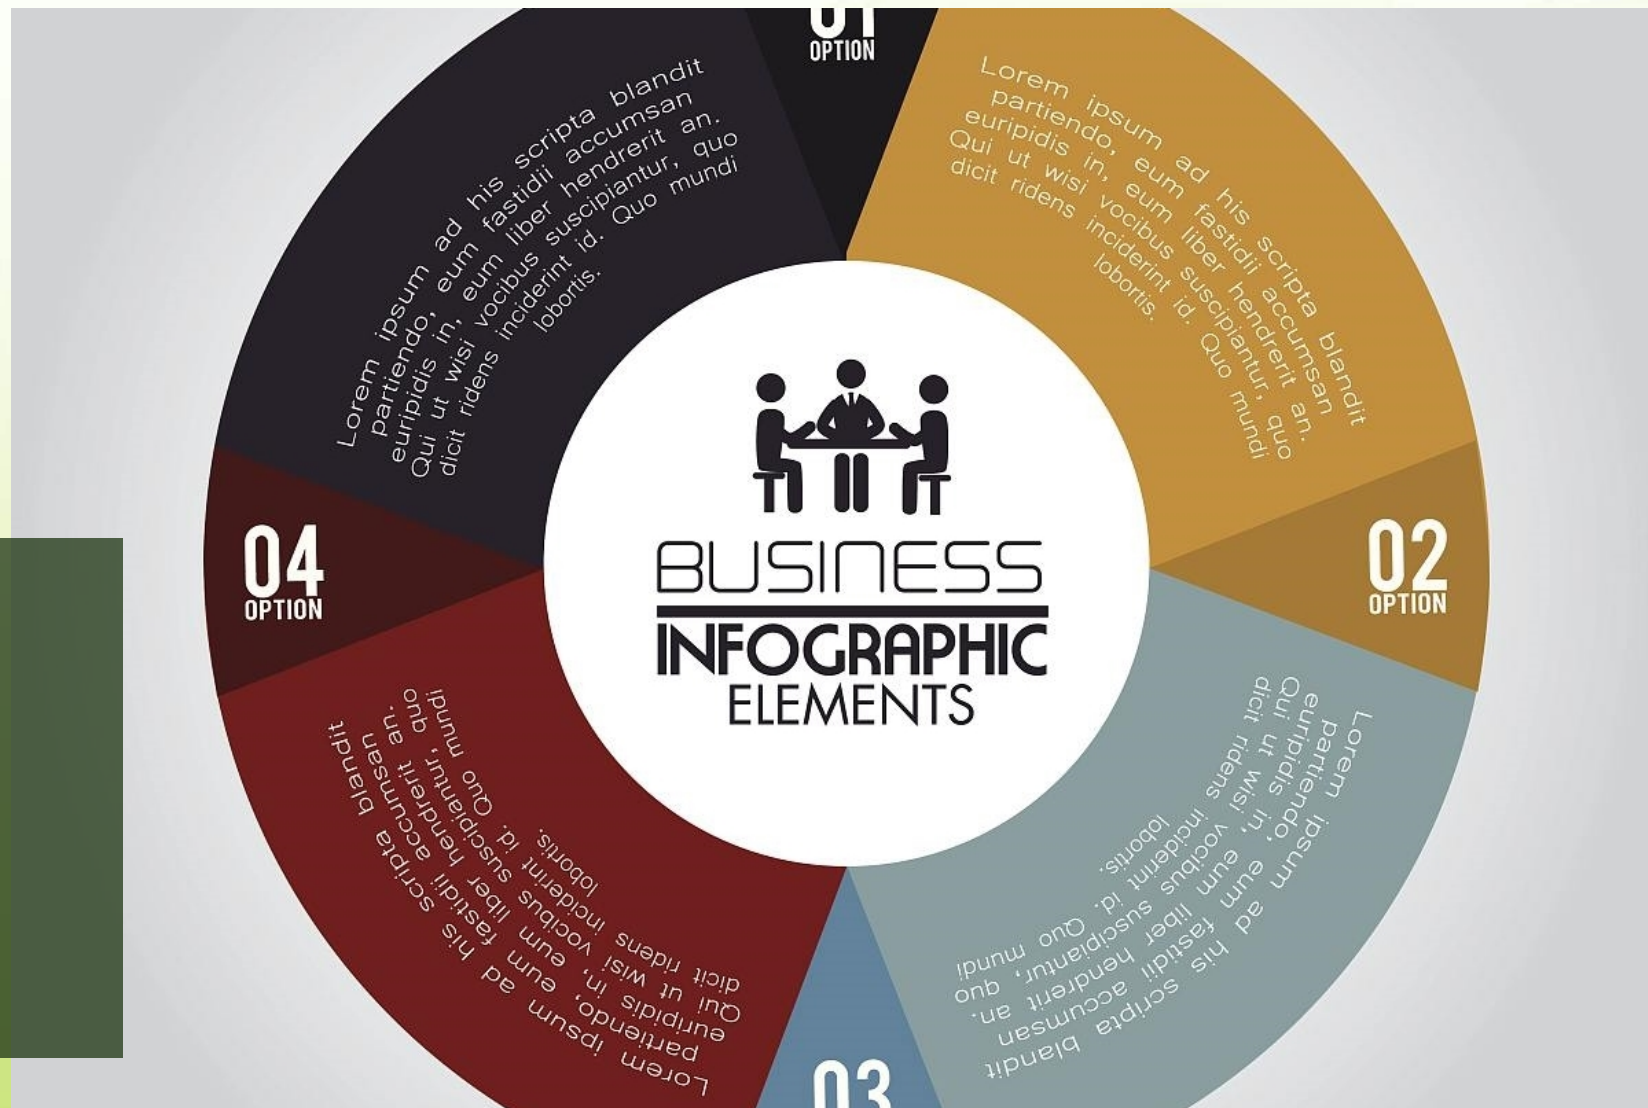 01
OPTION
Lorem ipsum ad his scripta blandit
partiendo, eum fastidii accumsan
euripidis in, eum liber hendrerit an.
Qui ut wisi vocibus suscipiantur, quo
dicit ridens inciderint id. Quo mundi
lobortis.
Lorem ipsum ad his scripta blandit
partiendo, eum fastidii accumsan
euripidis in, eum liber hendrerit an.
Qui ut wisi vocibus suscipiantur, quo
dicit ridens inciderint id. Quo mundi
lobortis.
04
OPTION
BUSINESS
INFOGRAPHIC
ELEMENTS
02
OPTION
Lorem ipsum ad his scripta blandit
partiendo, eum fastidii accumsan
euripidis in, eum liber hendrerit an.
Qui ut wisi vocibus suscipiantur, quo
dicit ridens inciderint id. Quo mundi
lobortis.
Lorem ipsum ad his scripta blandit
partiendo, eum fastidii accumsan
euripidis in, eum liber hendrerit an.
Qui ut wisi vocibus suscipiantur, quo
dicit ridens inciderint id. Quo mundi
lobortis.
03